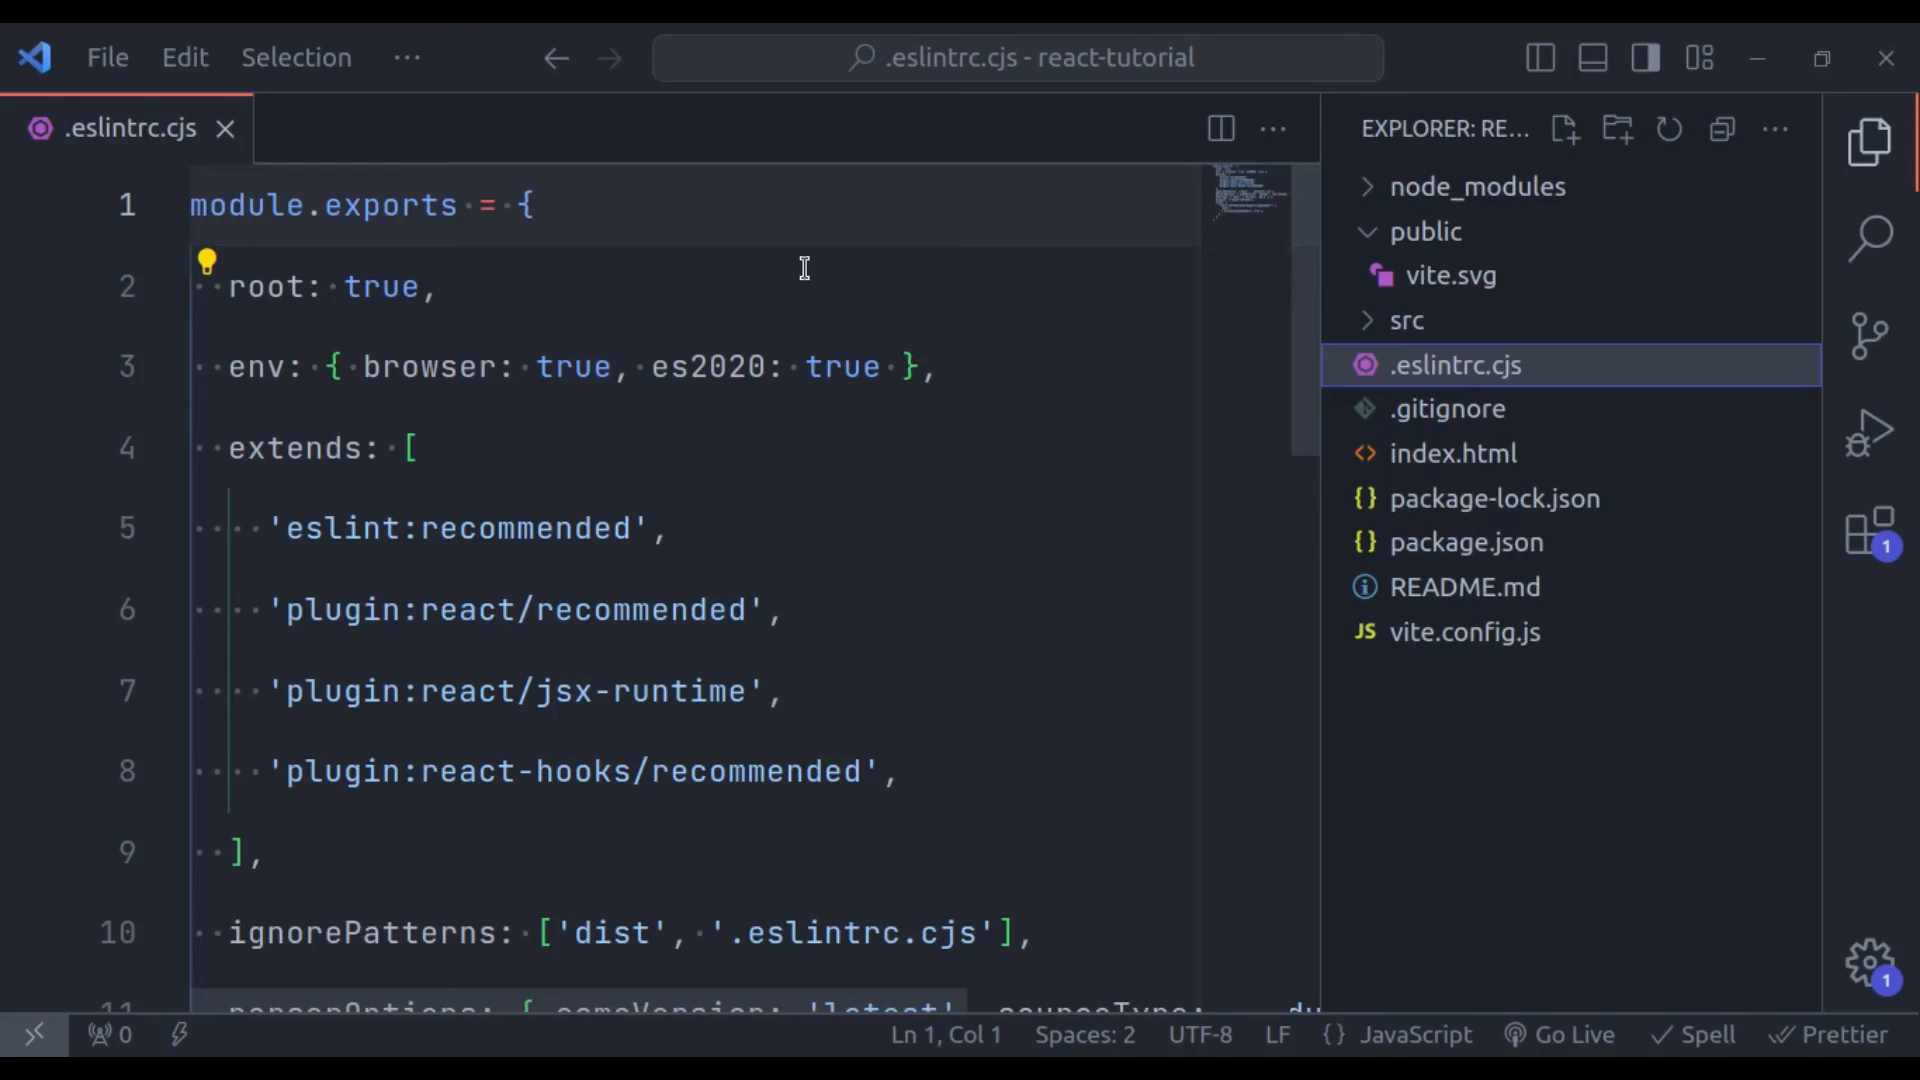 File Edit Selection ···
.eslintrc.cjs - react-tutorial
.eslintrc.cjs
EXPLORER: RE...
1 module.exports = {
2 root: true,
3 env: { browser: true, es2020: true },
4 extends: [
5 'eslint:recommended',
6 'plugin:react/recommended',
7 'plugin:react/jsx-runtime',
8 'plugin:react-hooks/recommended',
9 ],
10 ignorePatterns: ['dist', '.eslintrc.cjs'],
node_modules
public
vite.svg
src
.eslintrc.cjs
.gitignore
index.html
{} package-lock.json
{} package.json
README.md
JS vite.config.js
1
1
0
Ln 1, Col 1 Spaces: 2 UTF-8 LF {} JavaScript Go Live Spell Prettier